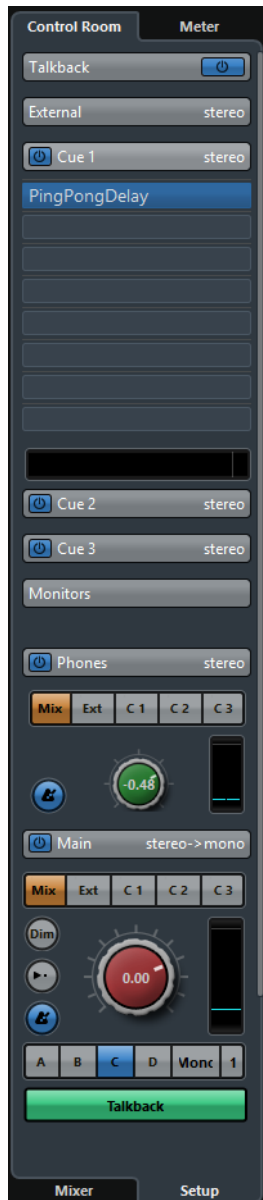 Control Room Meter
Talkback
External stereo
Cue 1 stereo
PingPongDelay
Cue 2 stereo
Cue 3 stereo
Monitors
Phones stereo
Mix Ext C 1 C 2 C 3
-0.48
Main stereo->mono
Mix Ext C 1 C 2 C 3
Dim
0.00
A B C D Monc 1
Talkback
Mixer Setup